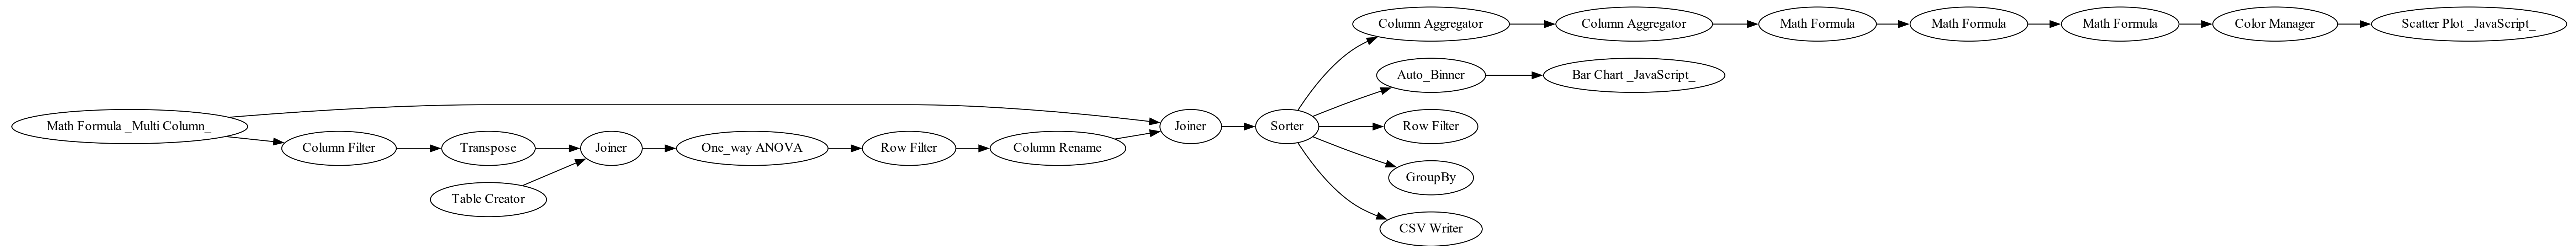 Math Formula _Multi Column_
Column Filter
Transpose
Table Creator
Joiner
One_way ANOVA
Row Filter
Column Rename
Joiner
Sorter
Column Aggregator
Column Aggregator
Math Formula
Math Formula
Math Formula
Color Manager
Scatter Plot _JavaScript_
Auto_Binner
Bar Chart _JavaScript_
Row Filter
GroupBy
CSV Writer